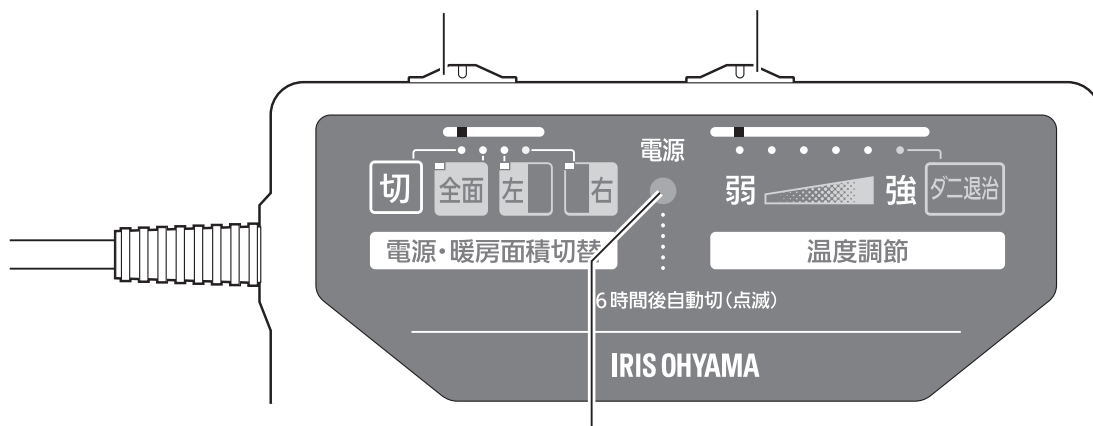 電源
切
全面
左
右
弱
強
ダニ退治
電源・暖房面積切替
温度調節
6時間後自動切(点滅)
IRIS OHYAMA